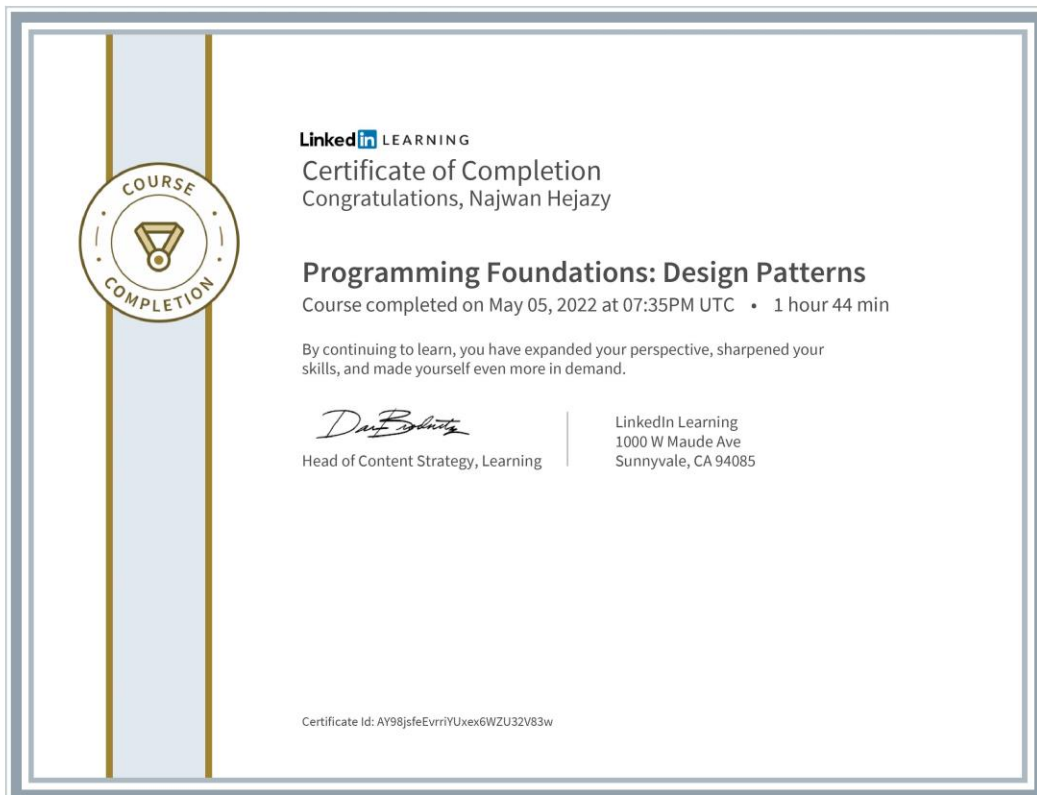 Linked in LEARNING
Certificate of Completion
Congratulations, Najwan Hejazy
COURSE
COMPLETION
Programming Foundations: Design Patterns
Course completed on May 05, 2022 at 07:35PM UTC • 1 hour 44 min
By continuing to learn, you have expanded your perspective, sharpened your
skills, and made yourself even more in demand.
Head of Content Strategy, Learning
LinkedIn Learning
1000 W Maude Ave
Sunnyvale, CA 94085
Certificate Id: AY98jsfeEvrriYUxex6WZU32V83w